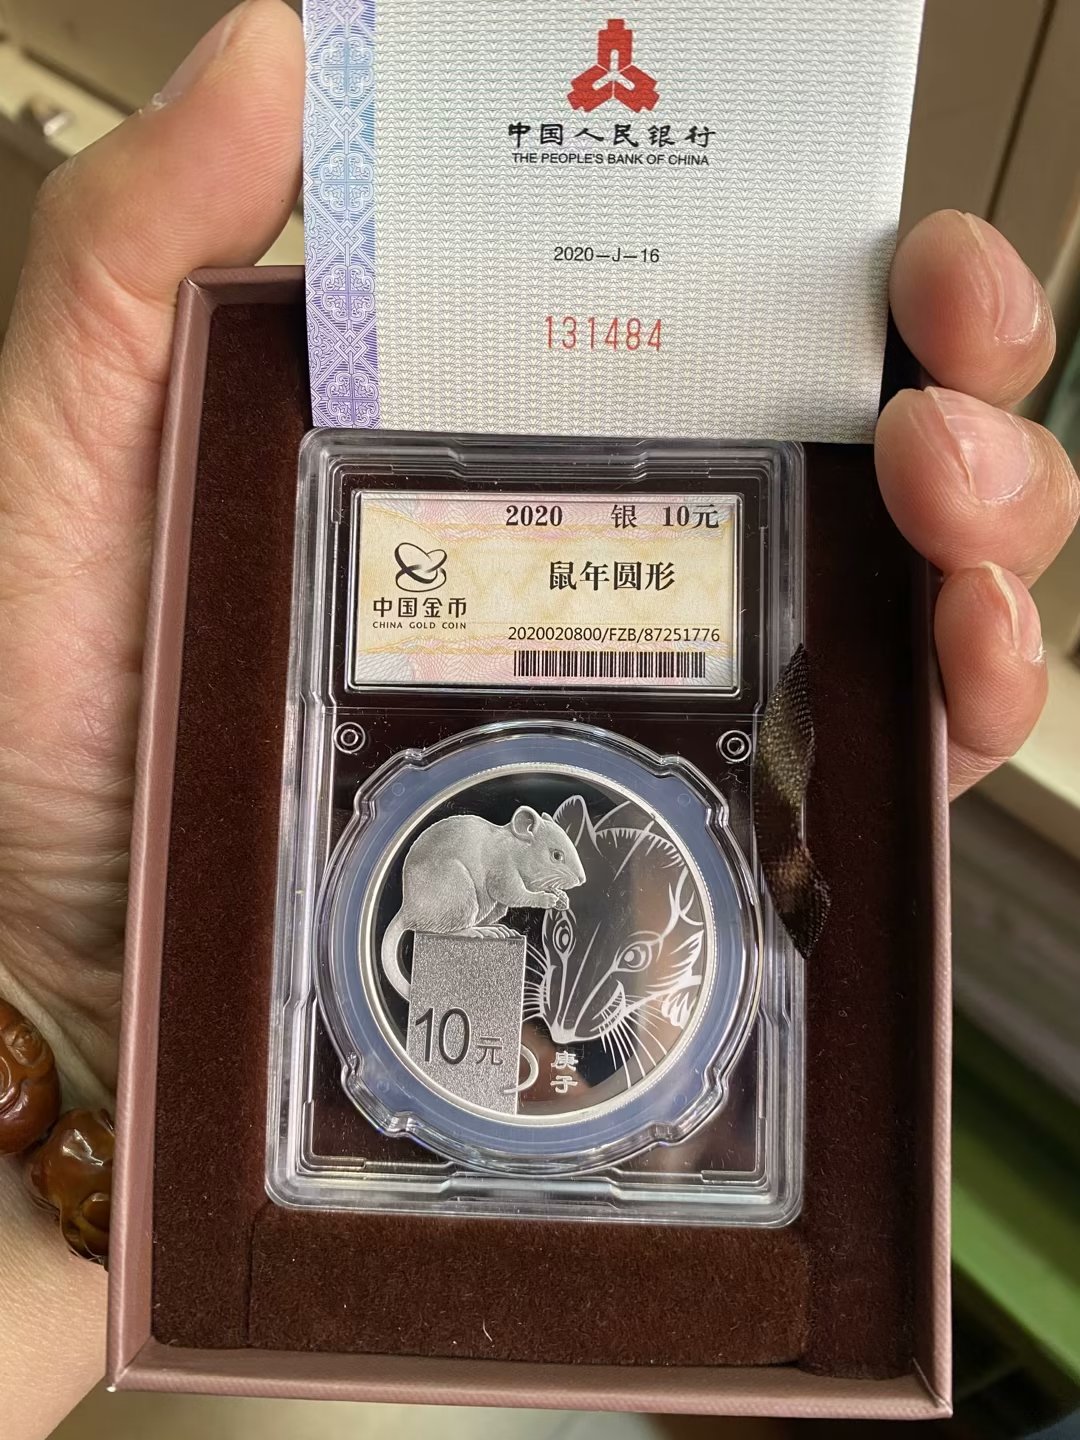 中国人民银行
THE PEOPLE'S BANK OF CHINA
2020-J-16
131484
2020 银 10元
鼠年圆形
中国金币
CHINA GOLD COIN
2020020800/FZB/87251776
10元
庚子